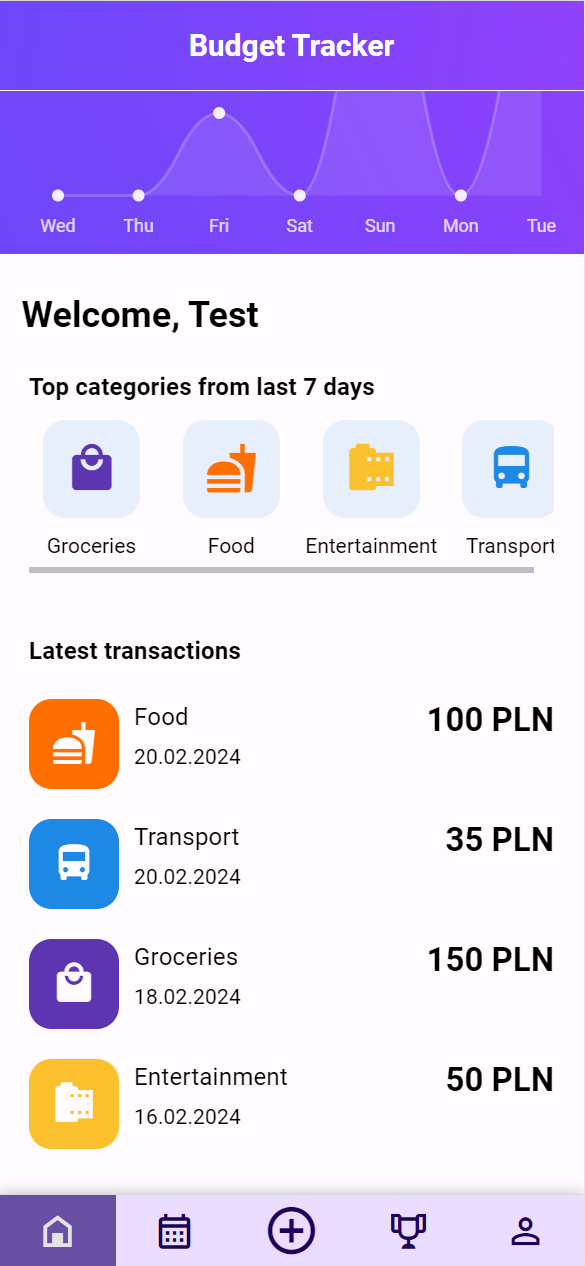 Budget Tracker
Wed Thu Fri Sat Sun Mon Tue
Welcome, Test
Top categories from last 7 days
Groceries Food Entertainment Transport
Latest transactions
Food 100 PLN
20.02.2024
Transport 35 PLN
20.02.2024
Groceries 150 PLN
18.02.2024
Entertainment 50 PLN
16.02.2024